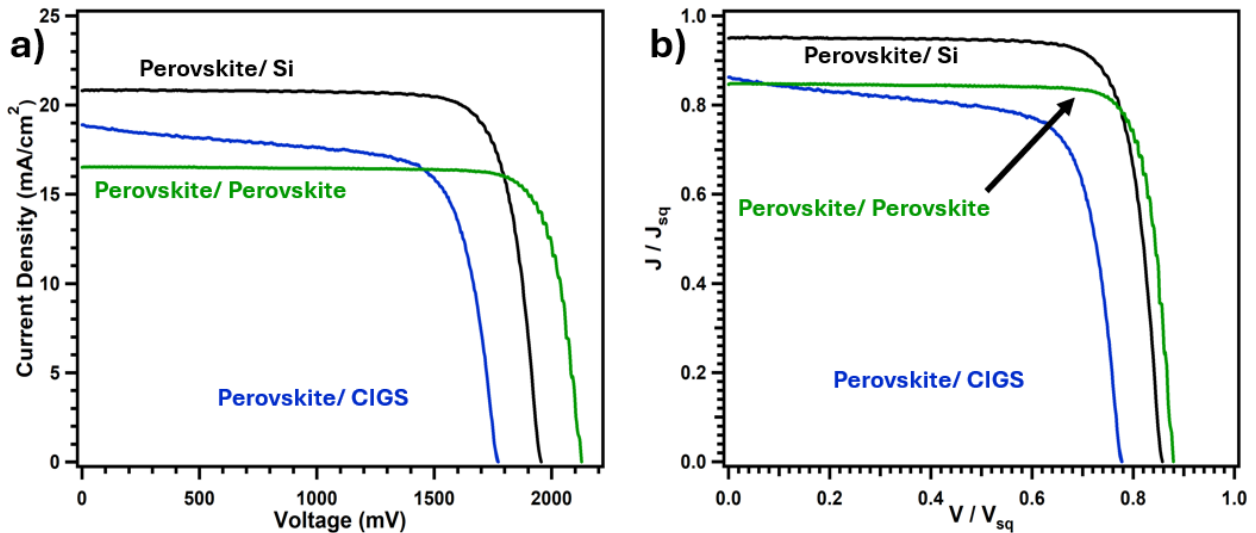 a)
25
20
15
10
5
0
Current Density (mA/cm²)
Perovskite/ Si
Perovskite/ Perovskite
Perovskite/ CIGS
0
500
1000
1500
2000
Voltage (mV)
b)
1.0
0.8
0.6
0.4
0.2
0.0
J / Jsq
Perovskite/ Si
Perovskite/ Perovskite
Perovskite/ CIGS
0.0
0.2
0.4
0.6
0.8
1.0
V / Vsq